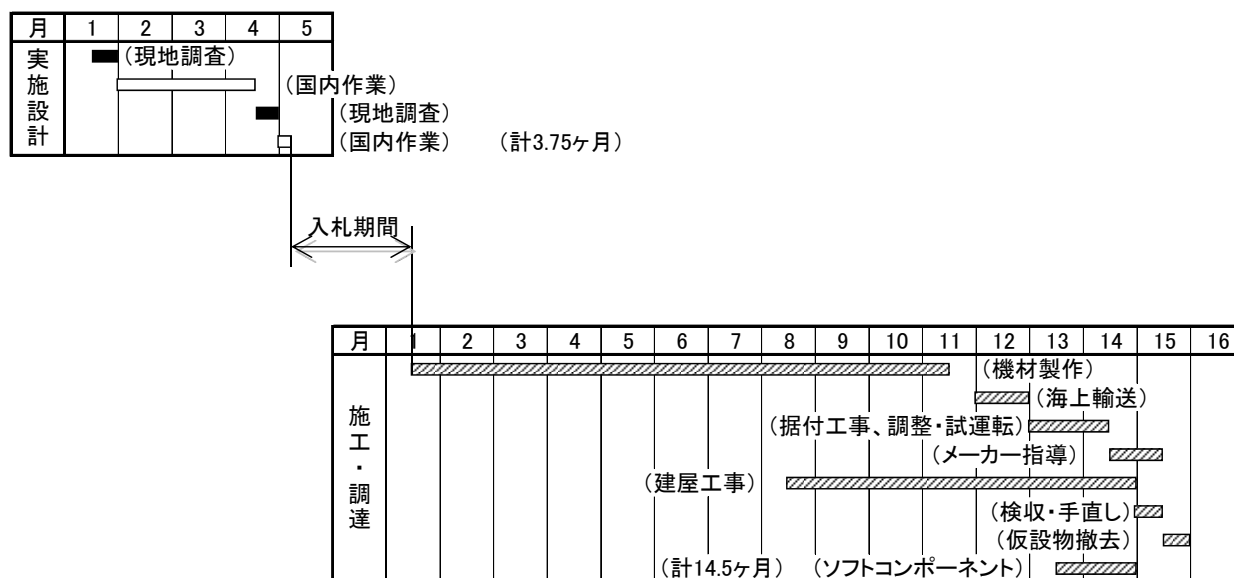 月 1 2 3 4 5
実施設計
(現地調査)
(国内作業)
(現地調査)
(国内作業) (計3.75ヶ月)
入札期間
月 1 2 3 4 5 6 7 8 9 10 11 12 13 14 15 16
施工・調達
(機材製作)
(海上輸送)
(据付工事、調整・試運転)
(メーカー指導)
(建屋工事)
(検収・手直し)
(仮設物撤去)
(計14.5ヶ月) (ソフトコンポーネント)